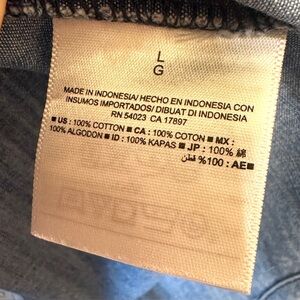 L
G
MADE IN INDONESIA/ HECHO EN INDONESIA CON
INSUMOS IMPORTADOS/ DIBUAT DI INDONESIA
RN 54023 CA 17897
■ US : 100% COTTON ■ CA : 100% COTON ■ MX :
100% ALGODON ■ ID : 100% KAPAS ■ JP : 100% 綿
■AE : 100% قطن